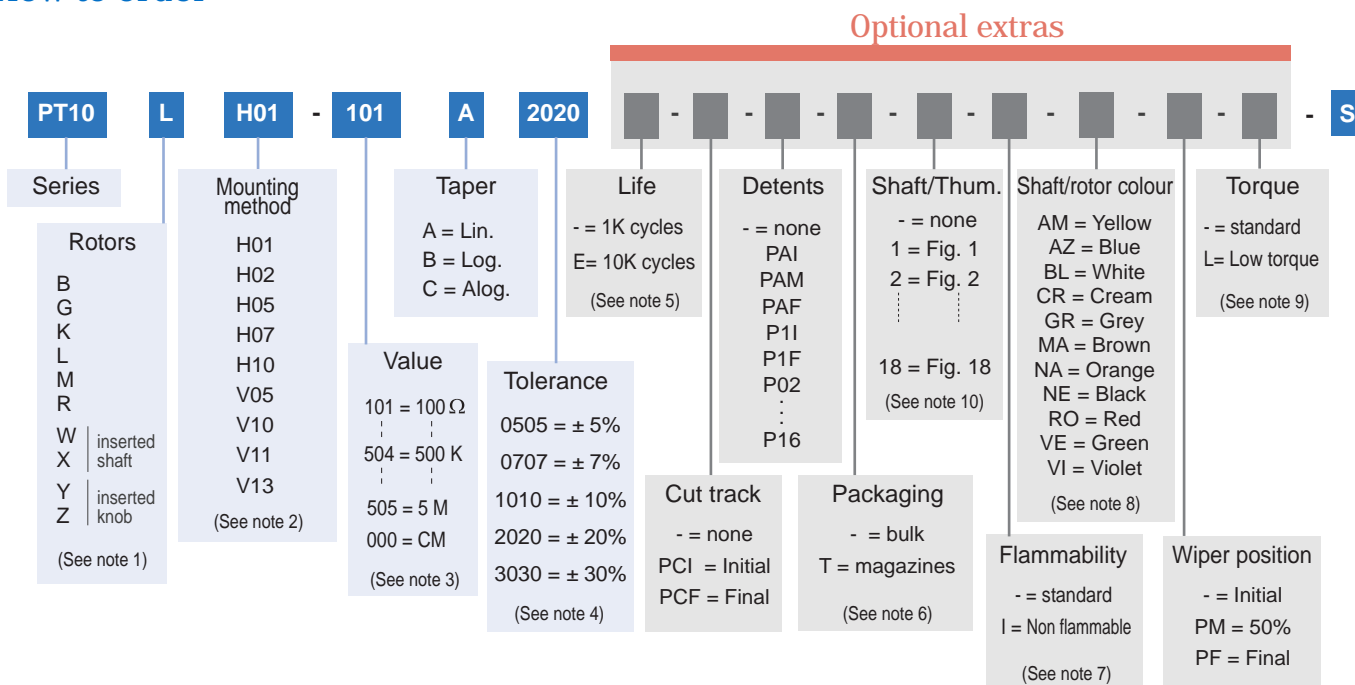 Optional extras
PT10 L H01 - 101 A 2020 - - - - - - - - - S
Series
Rotors
B
G
K
L
M
R
W
X
inserted
shaft
Y
Z
inserted
knob
(See note 1)
Mounting
method
H01
H02
H05
H07
H10
V05
V10
V11
V13
(See note 2)
Value
101 = 100 Ω
504 = 500 K
505 = 5 M
000 = CM
(See note 3)
Taper
A = Lin.
B = Log.
C = Alog.
Tolerance
0505 = ± 5%
0707 = ± 7%
1010 = ± 10%
2020 = ± 20%
3030 = ± 30%
(See note 4)
Life
- = 1K cycles
E= 10K cycles
(See note 5)
Cut track
- = none
PCI = Initial
PCF = Final
Detents
- = none
PAI
PAM
PAF
P1I
P1F
P02
:
P16
Packaging
- = bulk
T = magazines
(See note 6)
Shaft/Thum.
- = none
1 = Fig. 1
2 = Fig. 2
18 = Fig. 18
(See note 10)
Flammability
- = standard
I = Non flammable
(See note 7)
Shaft/rotor colour
AM = Yellow
AZ = Blue
BL = White
CR = Cream
GR = Grey
MA = Brown
NA = Orange
NE = Black
RO = Red
VE = Green
VI = Violet
(See note 8)
Wiper position
- = Initial
PM = 50%
PF = Final
Torque
- = standard
L= Low torque
(See note 9)